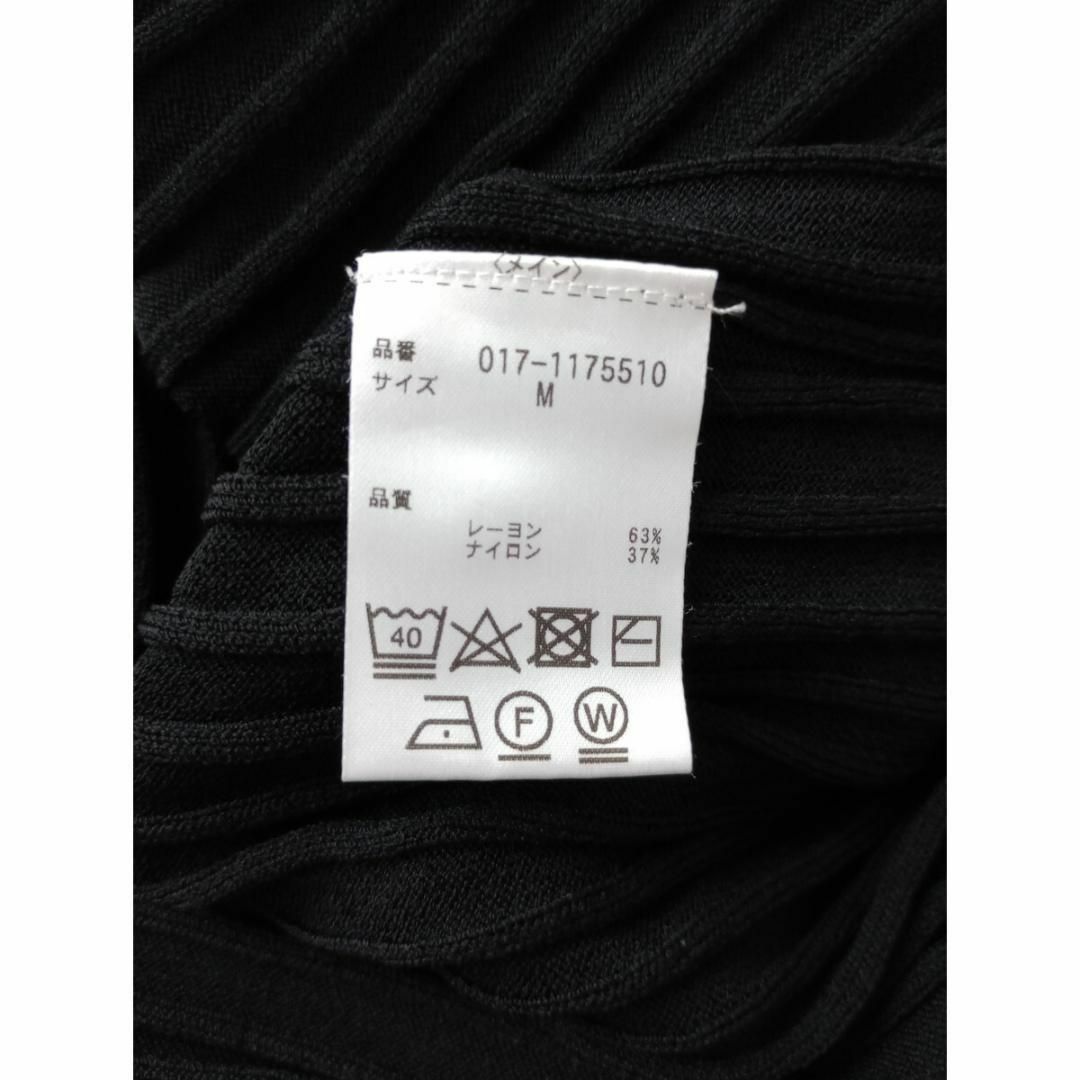 〈メイン〉
品番 017-1175510
サイズ M
品質
レーヨン 63%
ナイロン 37%
40
F W